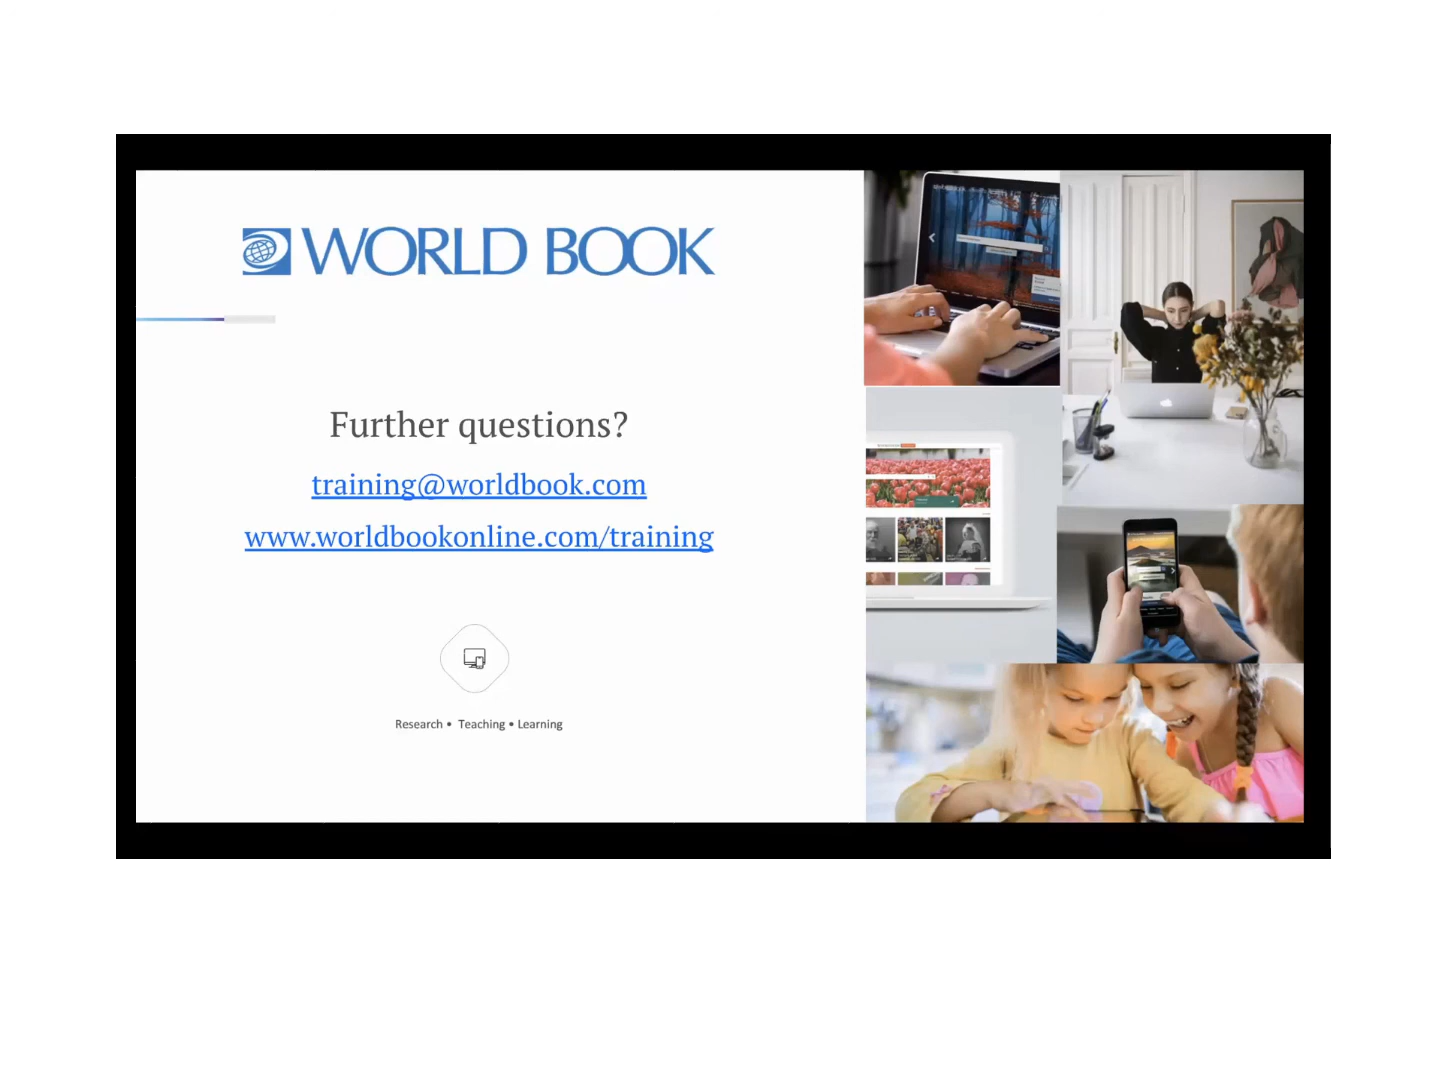 WORLD BOOK
Further questions?
training@worldbook.com
www.worldbookonline.com/training
Research • Teaching • Learning